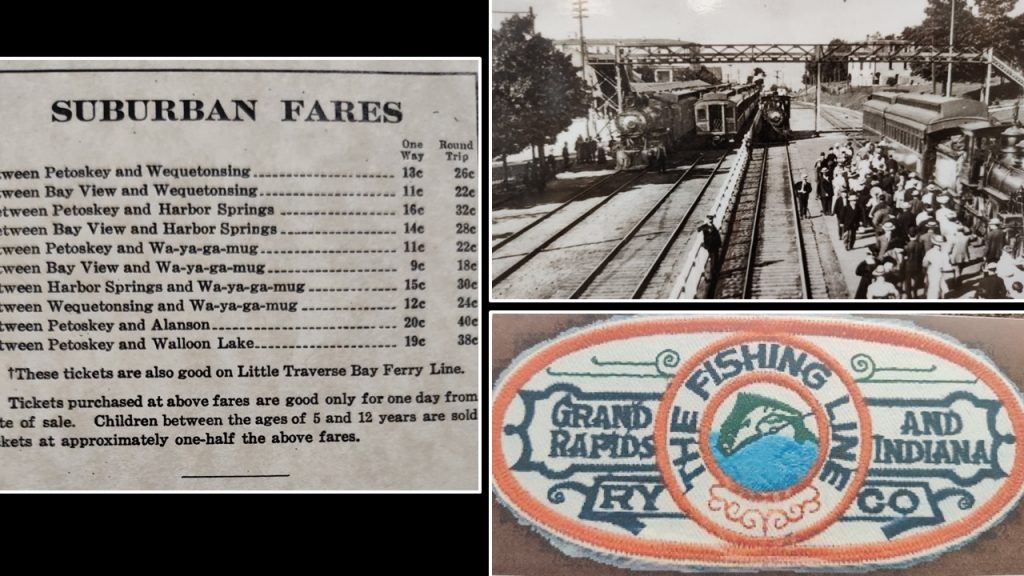 SUBURBAN FARES
One Way Round Trip
tween Petoskey and Wequetonsing 13c 26c
tween Bay View and Wequetonsing 11c 22c
etween Petoskey and Harbor Springs 16c 32c
etween Bay View and Harbor Springs 14c 28c
tween Petoskey and Wa-ya-ga-mug 11c 22c
tween Bay View and Wa-ya-ga-mug 9c 18c
tween Harbor Springs and Wa-ya-ga-mug 15c 30c
tween Wequetonsing and Wa-ya-ga-mug 12c 24c
tween Petoskey and Alanson 20c 40c
tween Petoskey and Walloon Lake 19c 38c
†These tickets are also good on Little Traverse Bay Ferry Line.
Tickets purchased at above fares are good only for one day from
te of sale. Children between the ages of 5 and 12 years are sold
kets at approximately one-half the above fares.
THE FISHING LINE
GRAND RAPIDS
AND INDIANA
RY CO